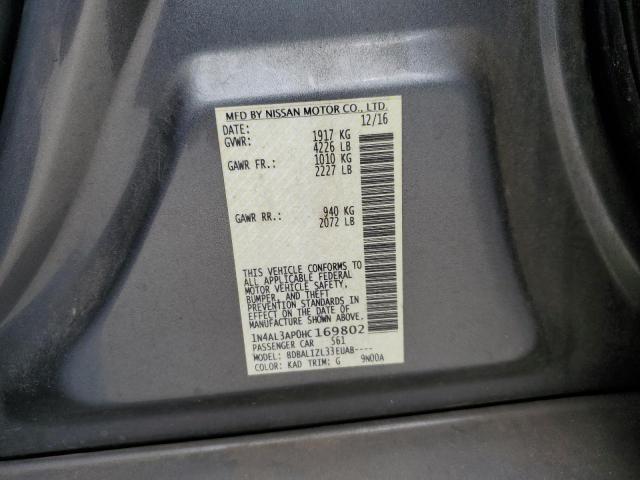 MFD BY NISSAN MOTOR CO., LTD.
DATE: 12/16
GVWR: 1917 KG
4226 LB
GAWR FR.: 1010 KG
2227 LB
GAWR RR.: 940 KG
2072 LB
THIS VEHICLE CONFORMS TO
ALL APPLICABLE FEDERAL
MOTOR VEHICLE SAFETY,
BUMPER, AND THEFT
PREVENTION STANDARDS IN
EFFECT ON THE DATE OF
MANUFACTURE SHOWN ABOVE.
1N4AL3AP0HC169802
PASSENGER CAR 561
MODEL: BDBALIZL33EUAB----
COLOR: KAD TRIM: G 9N00A